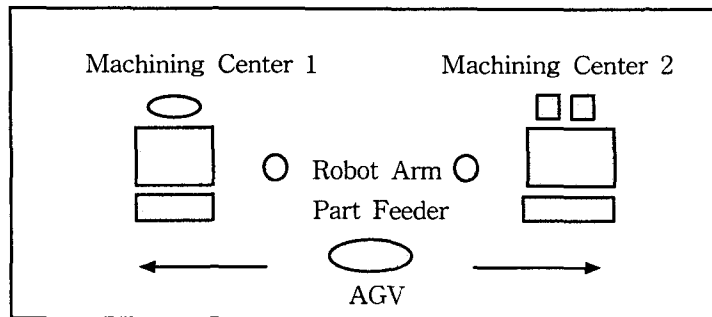 Machining Center 1
Machining Center 2
Robot Arm
Part Feeder
AGV